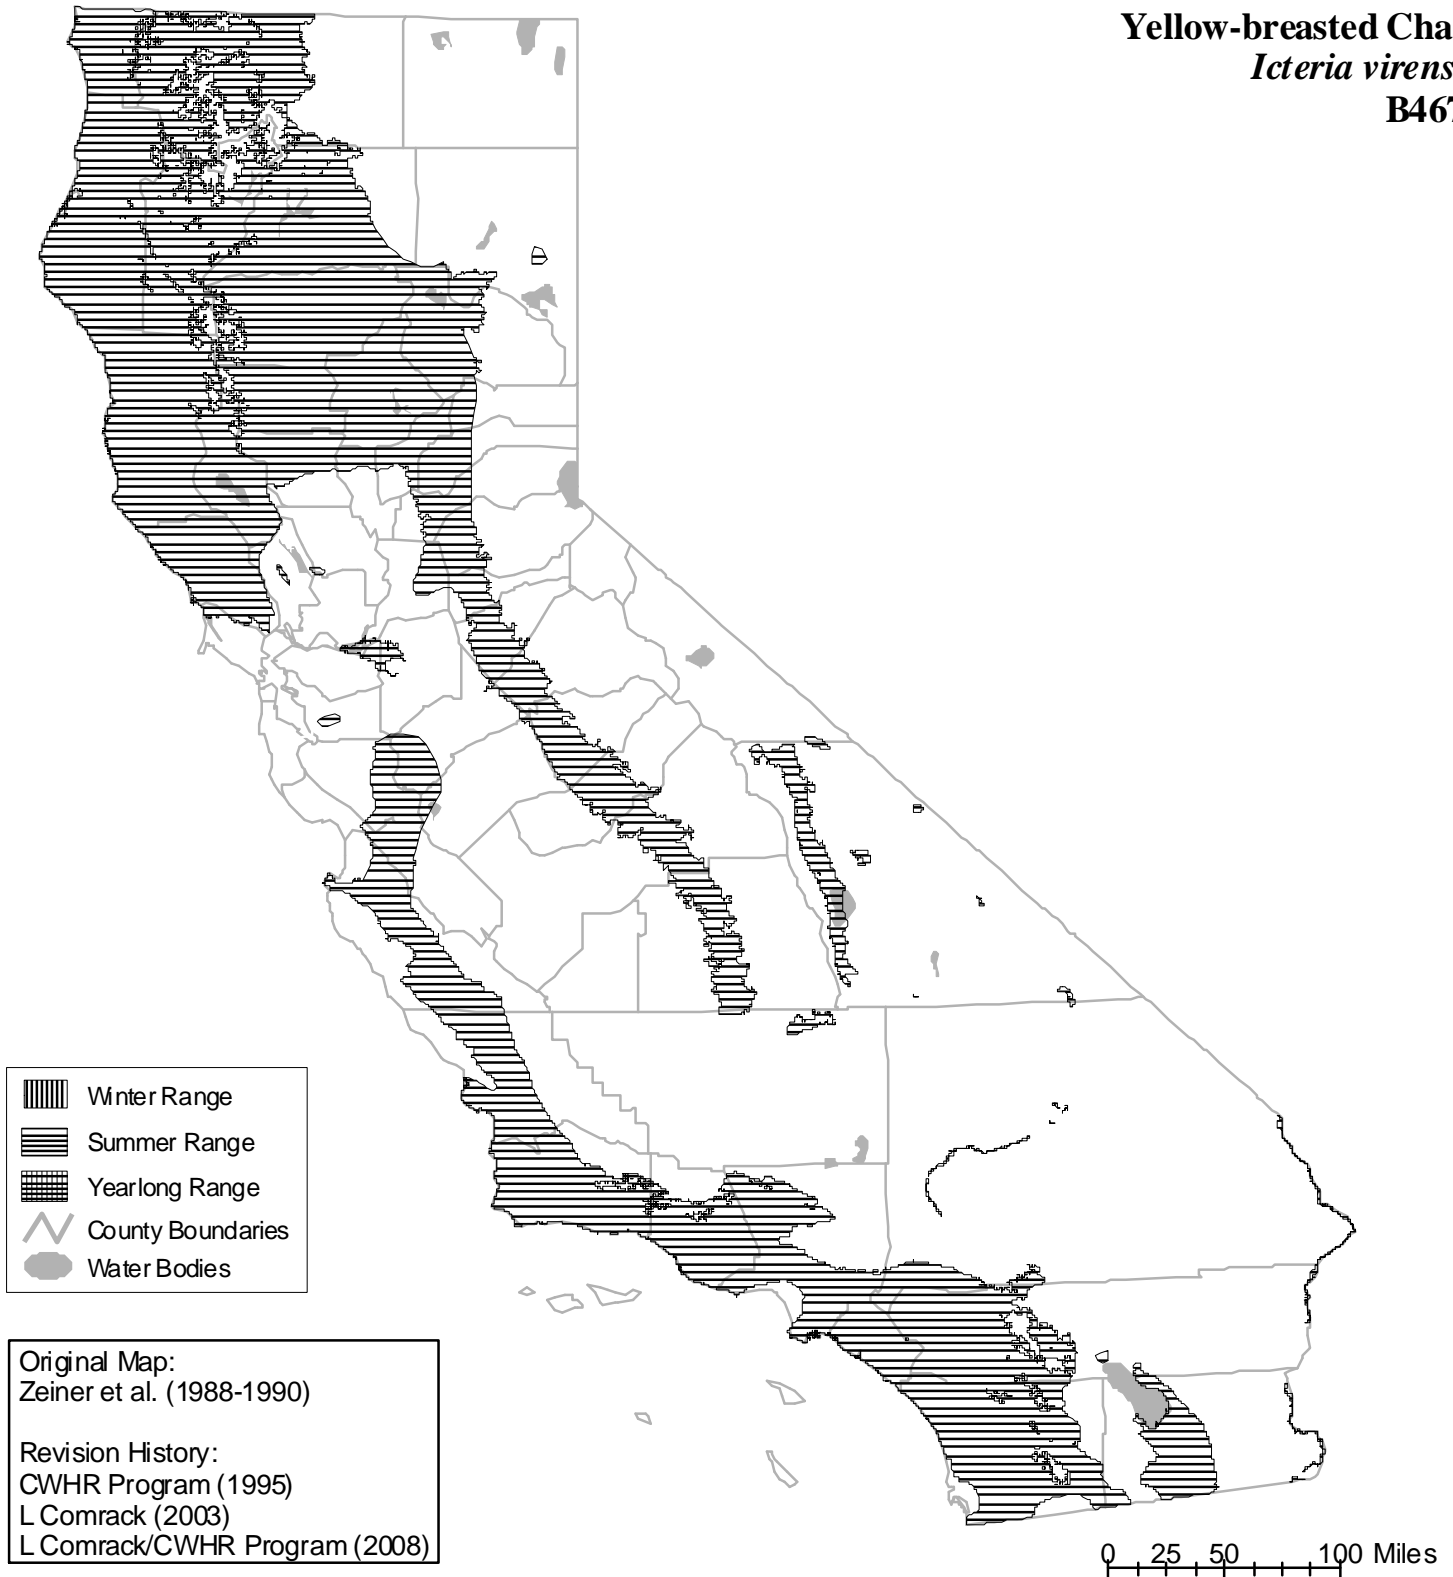 Yellow-breasted Cha
Icteria virens
B467
Winter Range
Summer Range
Yearlong Range
County Boundaries
Water Bodies
Original Map:
Zeiner et al. (1988-1990)
Revision History:
CWHR Program (1995)
L Comrack (2003)
L Comrack/CWHR Program (2008)
0 25 50 100 Miles